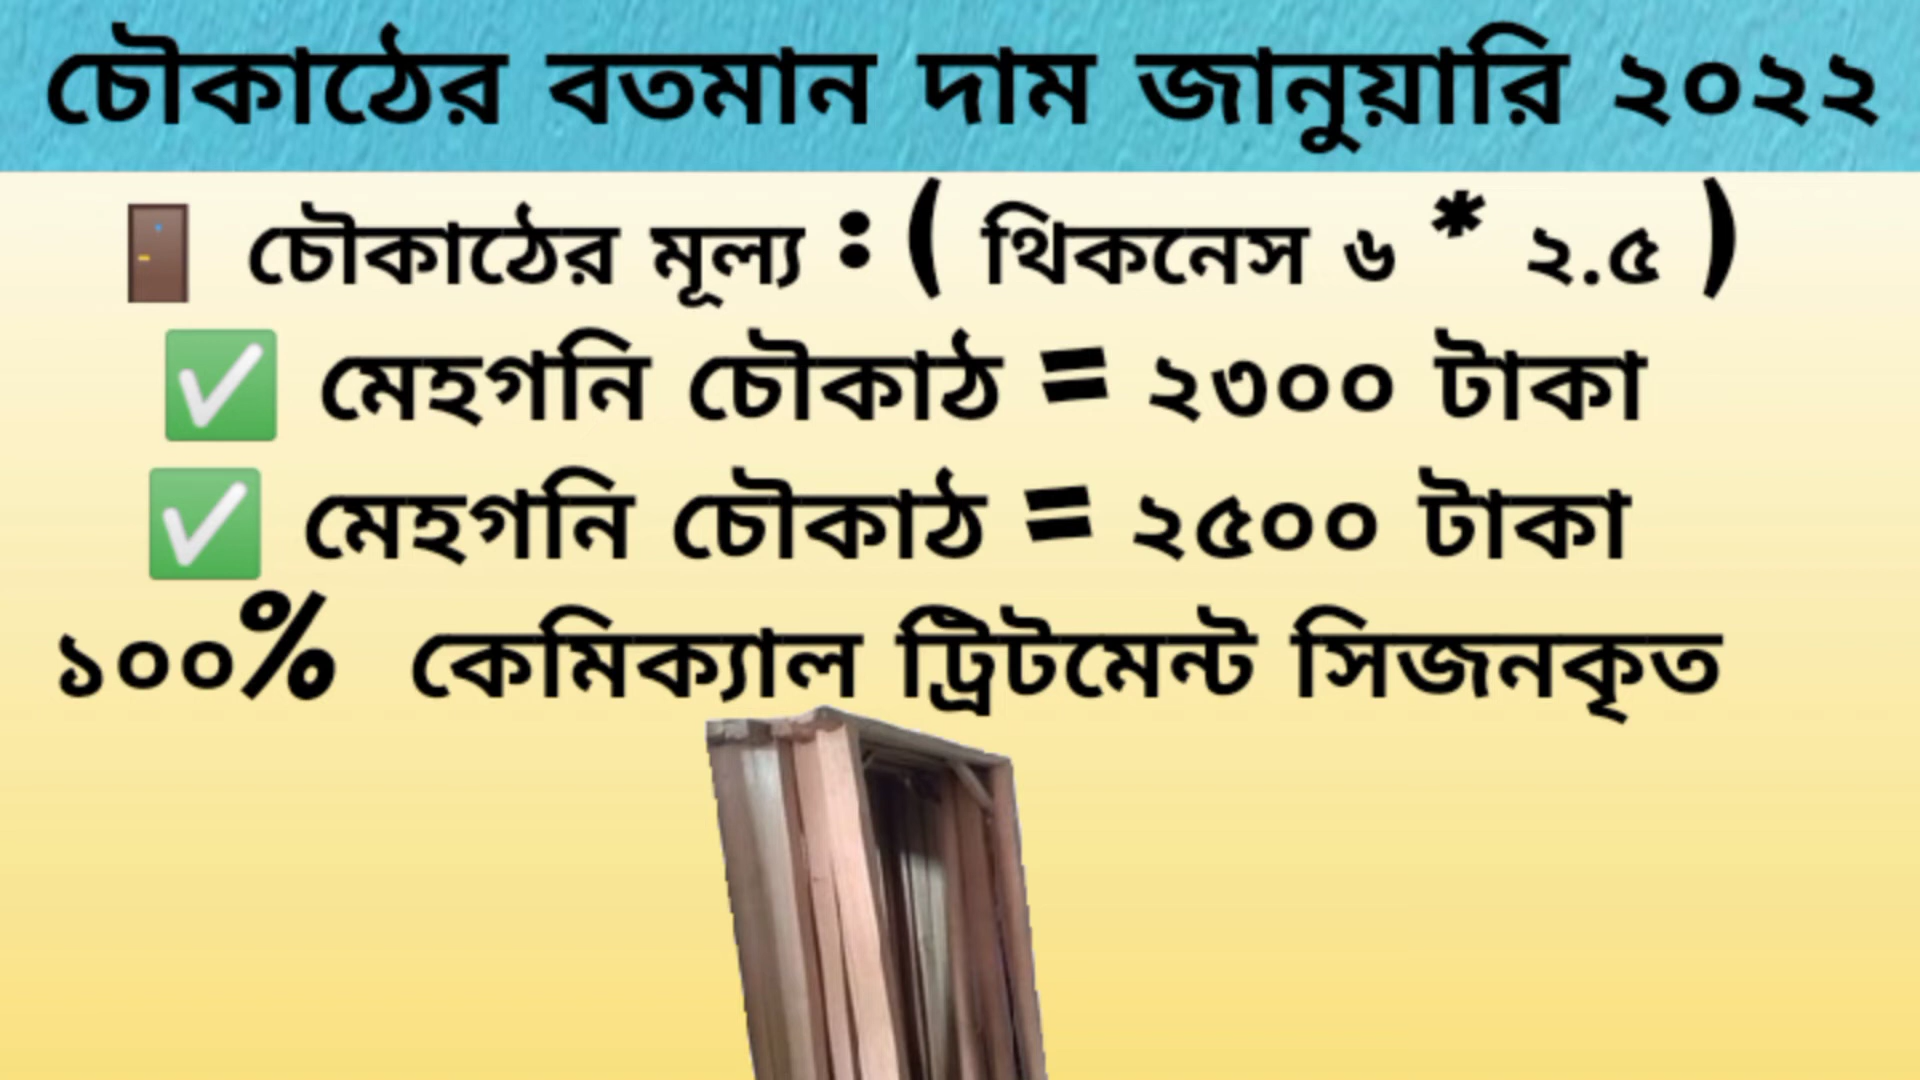 চৌকাঠের বতমান দাম জানুয়ারি ২০২২
চৌকাঠের মূল্য : ( থিকনেস ৬ * ২.৫ )
মেহগনি চৌকাঠ = ২৩০০ টাকা
মেহগনি চৌকাঠ = ২৫০০ টাকা
১০০% কেমিক্যাল ট্রিটমেন্ট সিজনকৃত